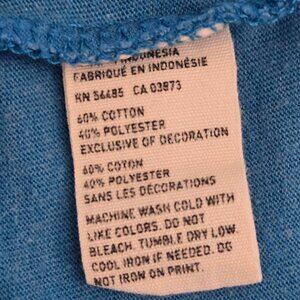 INDONESIA
FABRIQUÉ EN INDONÉSIE
RN 56485 CA 03973
60% COTTON
40% POLYESTER
EXCLUSIVE OF DECORATION
60% COTON
40% POLYESTER
SANS LES DÉCORATIONS
MACHINE WASH COLD WITH
LIKE COLORS. DO NOT
BLEACH. TUMBLE DRY LOW.
COOL IRON IF NEEDED. DO
NOT IRON ON PRINT.